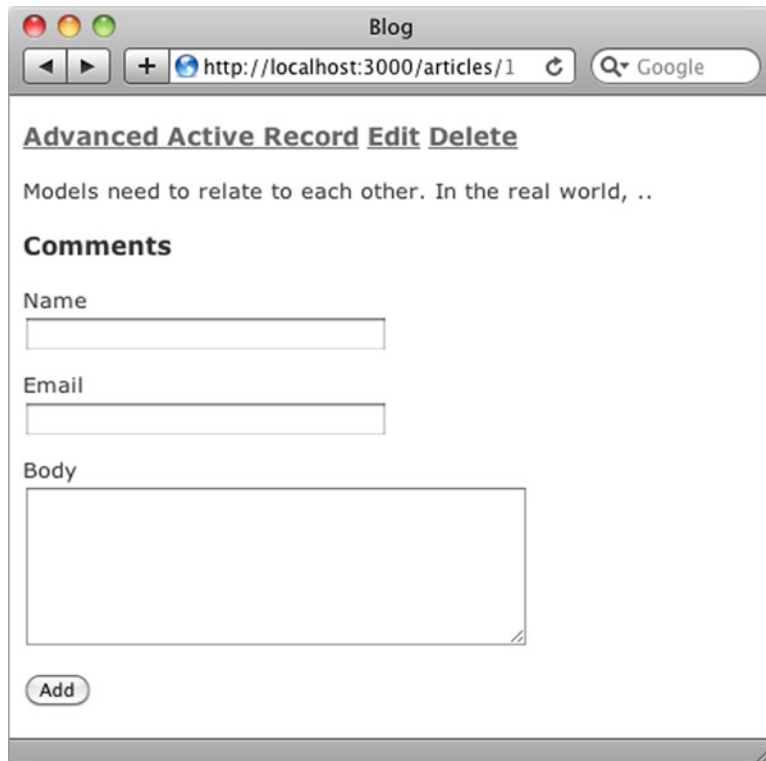 Blog
http://localhost:3000/articles/1
Google
Advanced Active Record Edit Delete
Models need to relate to each other. In the real world, ..
Comments
Name
Email
Body
Add